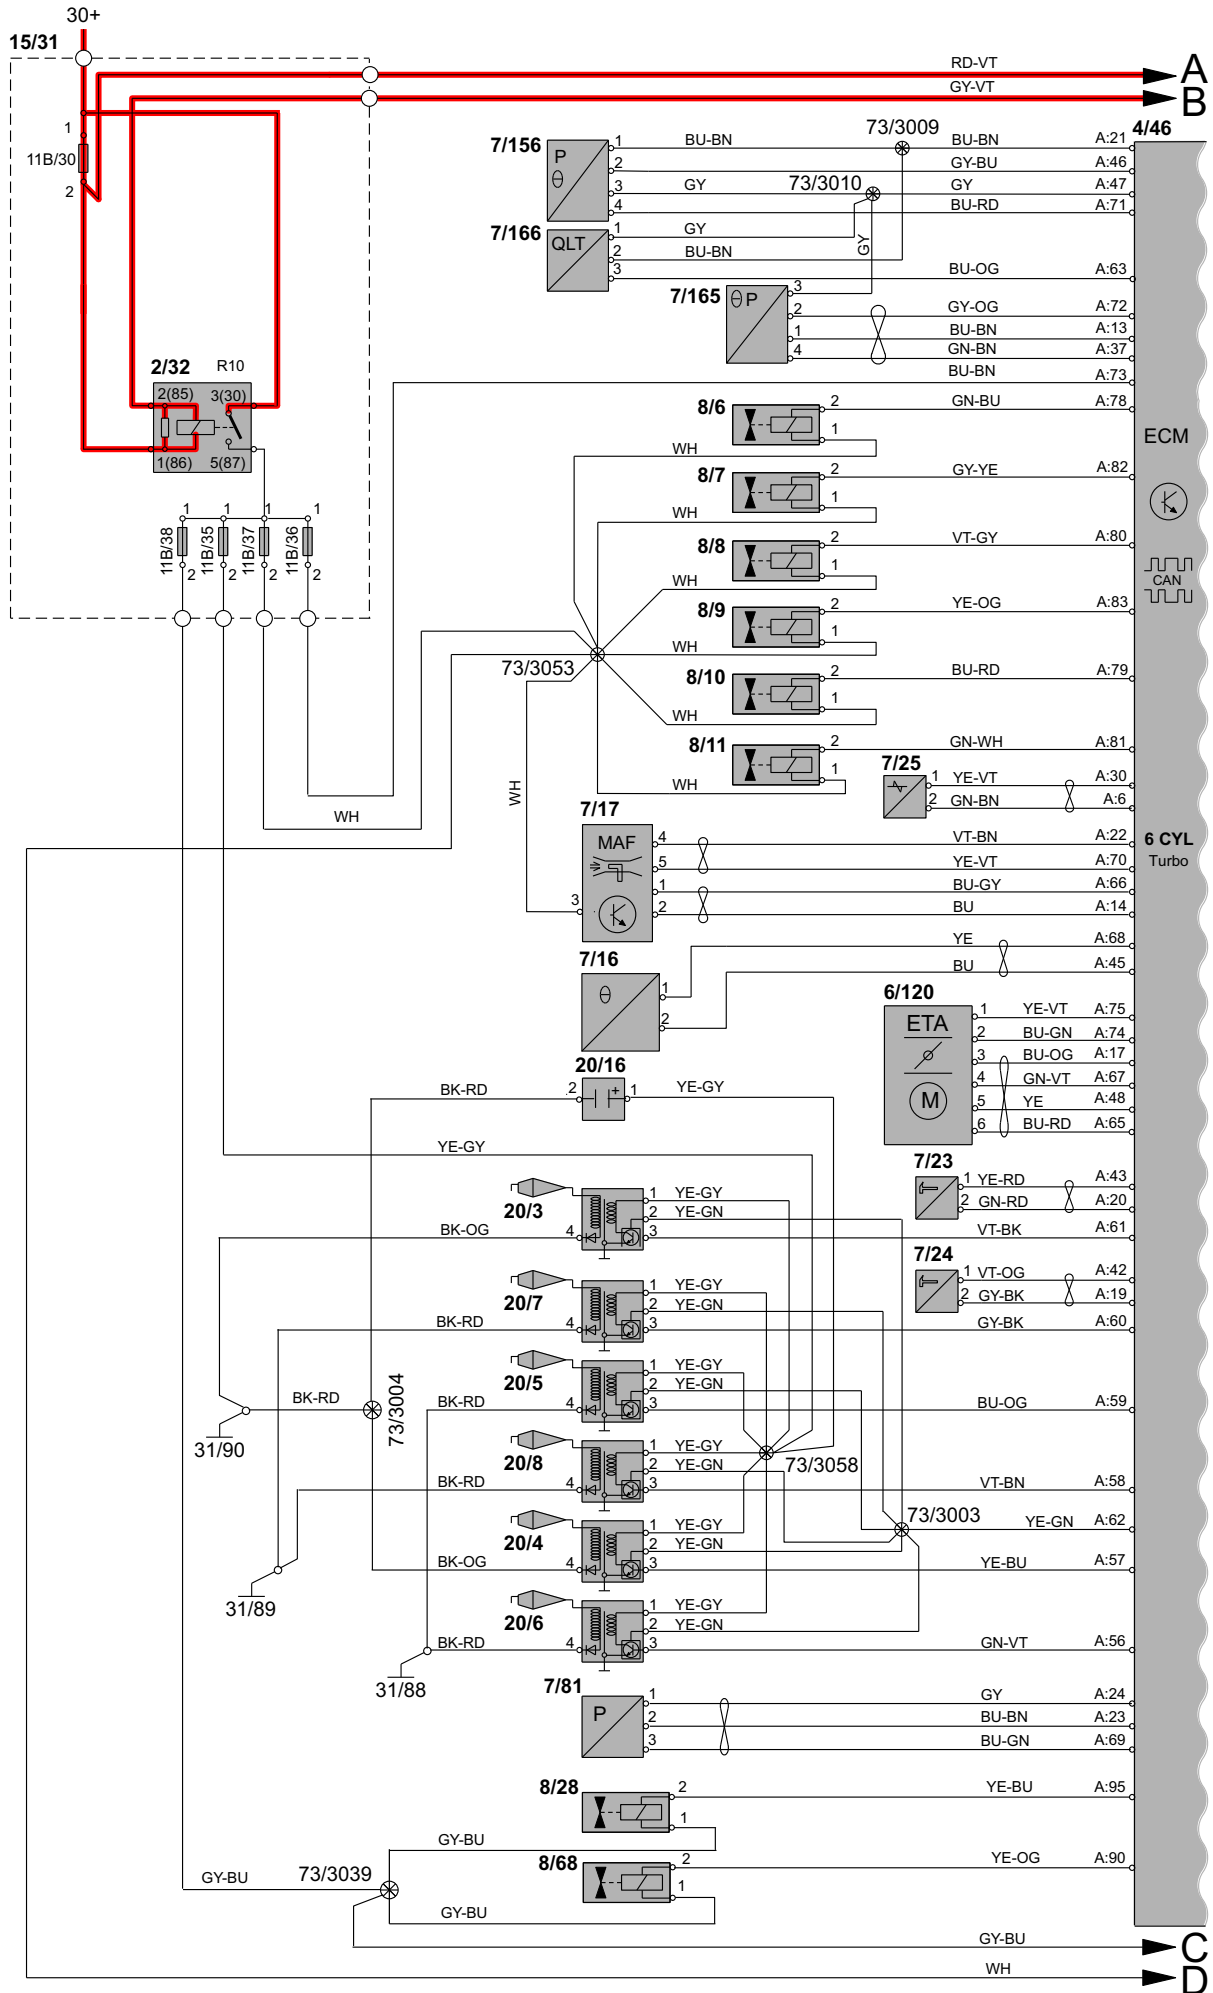 30+
15/31
RD-VT
A
GY-VT
B
1
11B/30
2
2/32
R10
2(85)
3(30)
1(86)
5(87)
1 1 1 1
11B/38
11B/35
11B/37
11B/36
2 2 2 2
7/156
P
θ
1 BU-BN
73/3009
BU-BN A:21
4/46
2
GY-BU A:46
3 GY
73/3010
GY A:47
4
BU-RD A:71
7/166
QLT
1 GY
GY
2 BU-BN
3
BU-OG A:63
7/165
θ P
3
2 GY-OG A:72
1 BU-BN A:13
4 GN-BN A:37
BU-BN A:73
8/6
2 GN-BU A:78
1
WH
ECM
8/7
2 GY-YE A:82
1
WH
8/8
2 VT-GY A:80
1
WH
CAN
8/9
2 YE-OG A:83
1
WH
73/3053
8/10
2 BU-RD A:79
1
WH
8/11
2 GN-WH A:81
1
WH
WH
WH
7/25
1 YE-VT A:30
2 GN-BN A:6
7/17
MAF
3
4 VT-BN A:22
5 YE-VT A:70
1 BU-GY A:66
2 BU A:14
6 CYL
Turbo
7/16
θ
1
YE A:68
2
BU A:45
6/120
ETA
M
1 YE-VT A:75
2 BU-GN A:74
3 BU-OG A:17
4 GN-VT A:67
5 YE A:48
6 BU-RD A:65
20/16
BK-RD 2
+
1 YE-GY
YE-GY
7/23
1 YE-RD A:43
2 GN-RD A:20
20/3
1 YE-GY
2 YE-GN
BK-OG 4
3 VT-BK A:61
7/24
1 VT-OG A:42
2 GY-BK A:19
20/7
1 YE-GY
2 YE-GN
BK-RD 4
3 GY-BK A:60
20/5
1 YE-GY
2 YE-GN
BK-RD 4
3 BU-OG A:59
BK-RD
73/3004
31/90
20/8
1 YE-GY
2 YE-GN
73/3058
BK-RD 4
3 VT-BN A:58
73/3003
YE-GN A:62
20/4
1 YE-GY
2 YE-GN
BK-OG 4
3 YE-BU A:57
31/89
20/6
1 YE-GY
2 YE-GN
BK-RD 4
3 GN-VT A:56
31/88
7/81
P
1 GY A:24
2 BU-BN A:23
3 BU-GN A:69
8/28
2 YE-BU A:95
1
GY-BU
8/68
2 YE-OG A:90
1
GY-BU
73/3039
GY-BU
GY-BU
C
WH
D